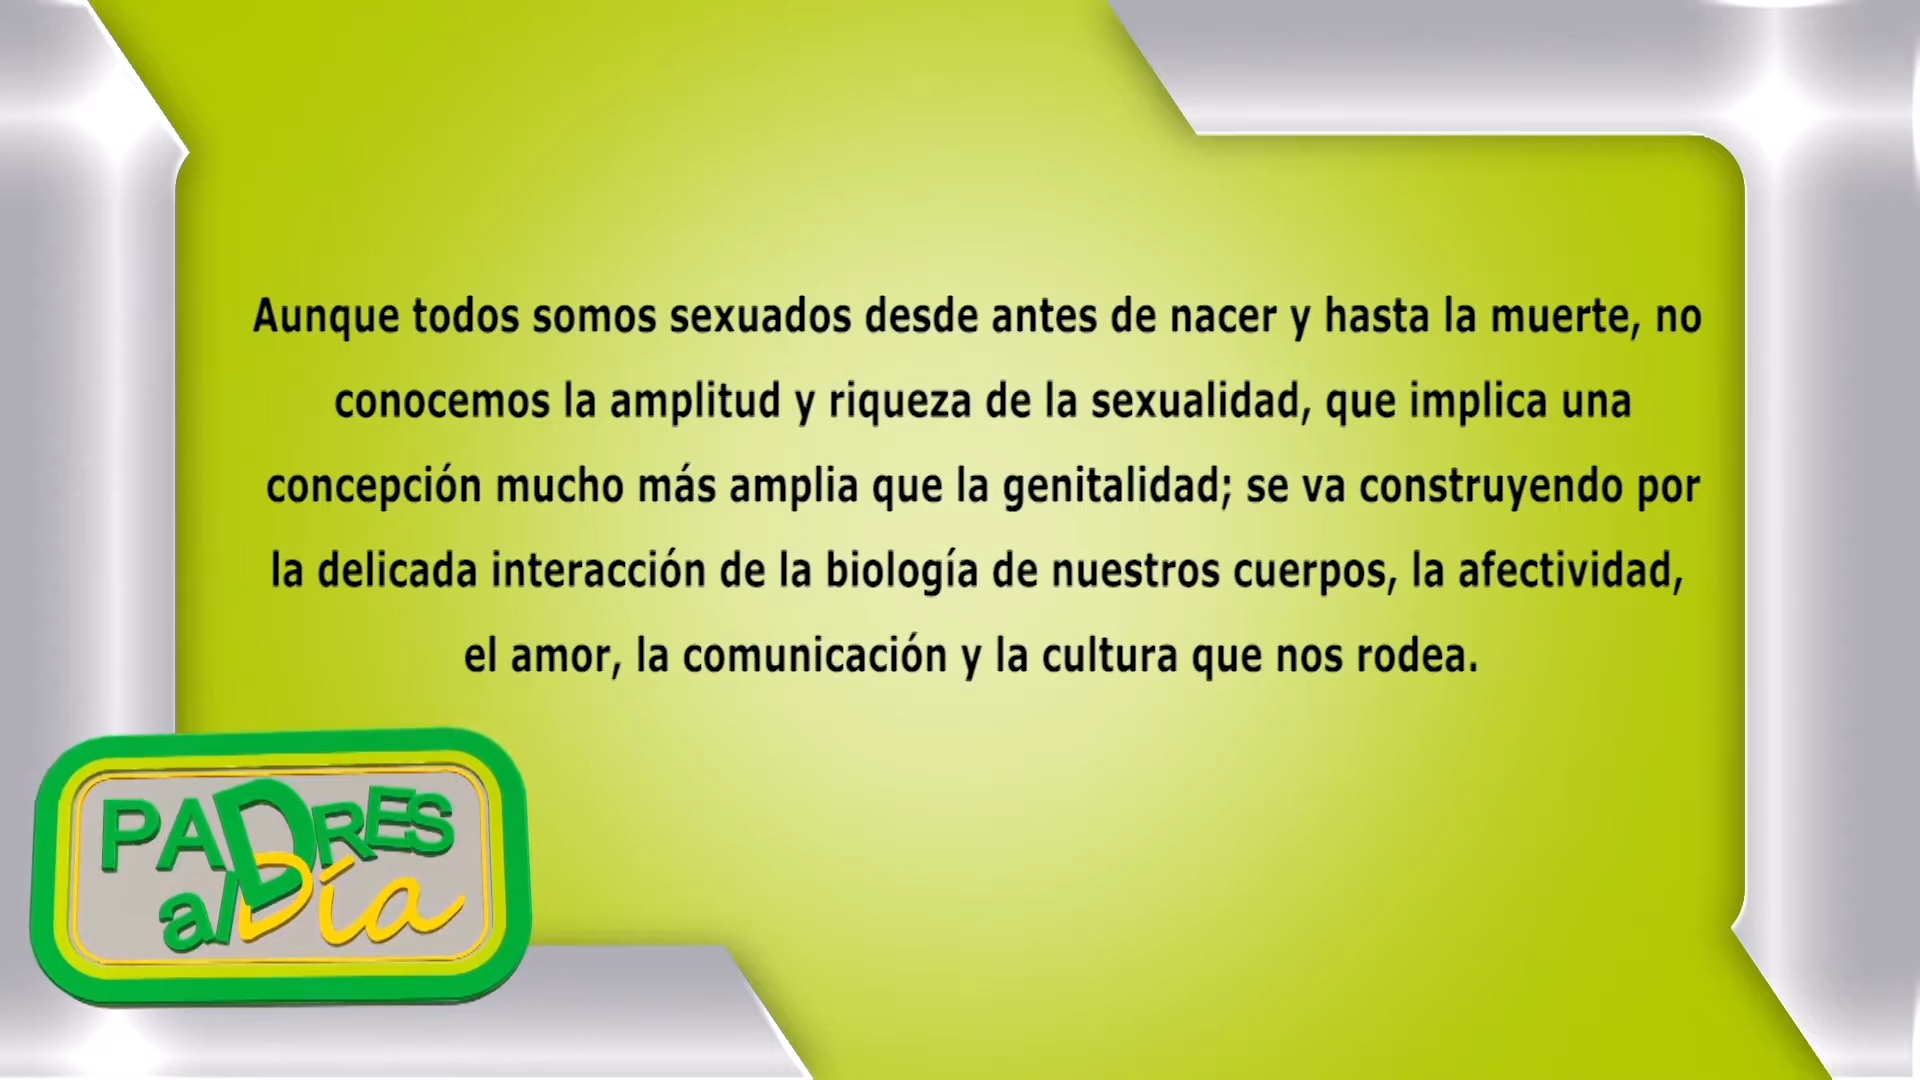 Aunque todos somos sexuados desde antes de nacer y hasta la muerte, no
conocemos la amplitud y riqueza de la sexualidad, que implica una
concepción mucho más amplia que la genitalidad; se va construyendo por
la delicada interacción de la biología de nuestros cuerpos, la afectividad,
el amor, la comunicación y la cultura que nos rodea.
PADRES
al Día